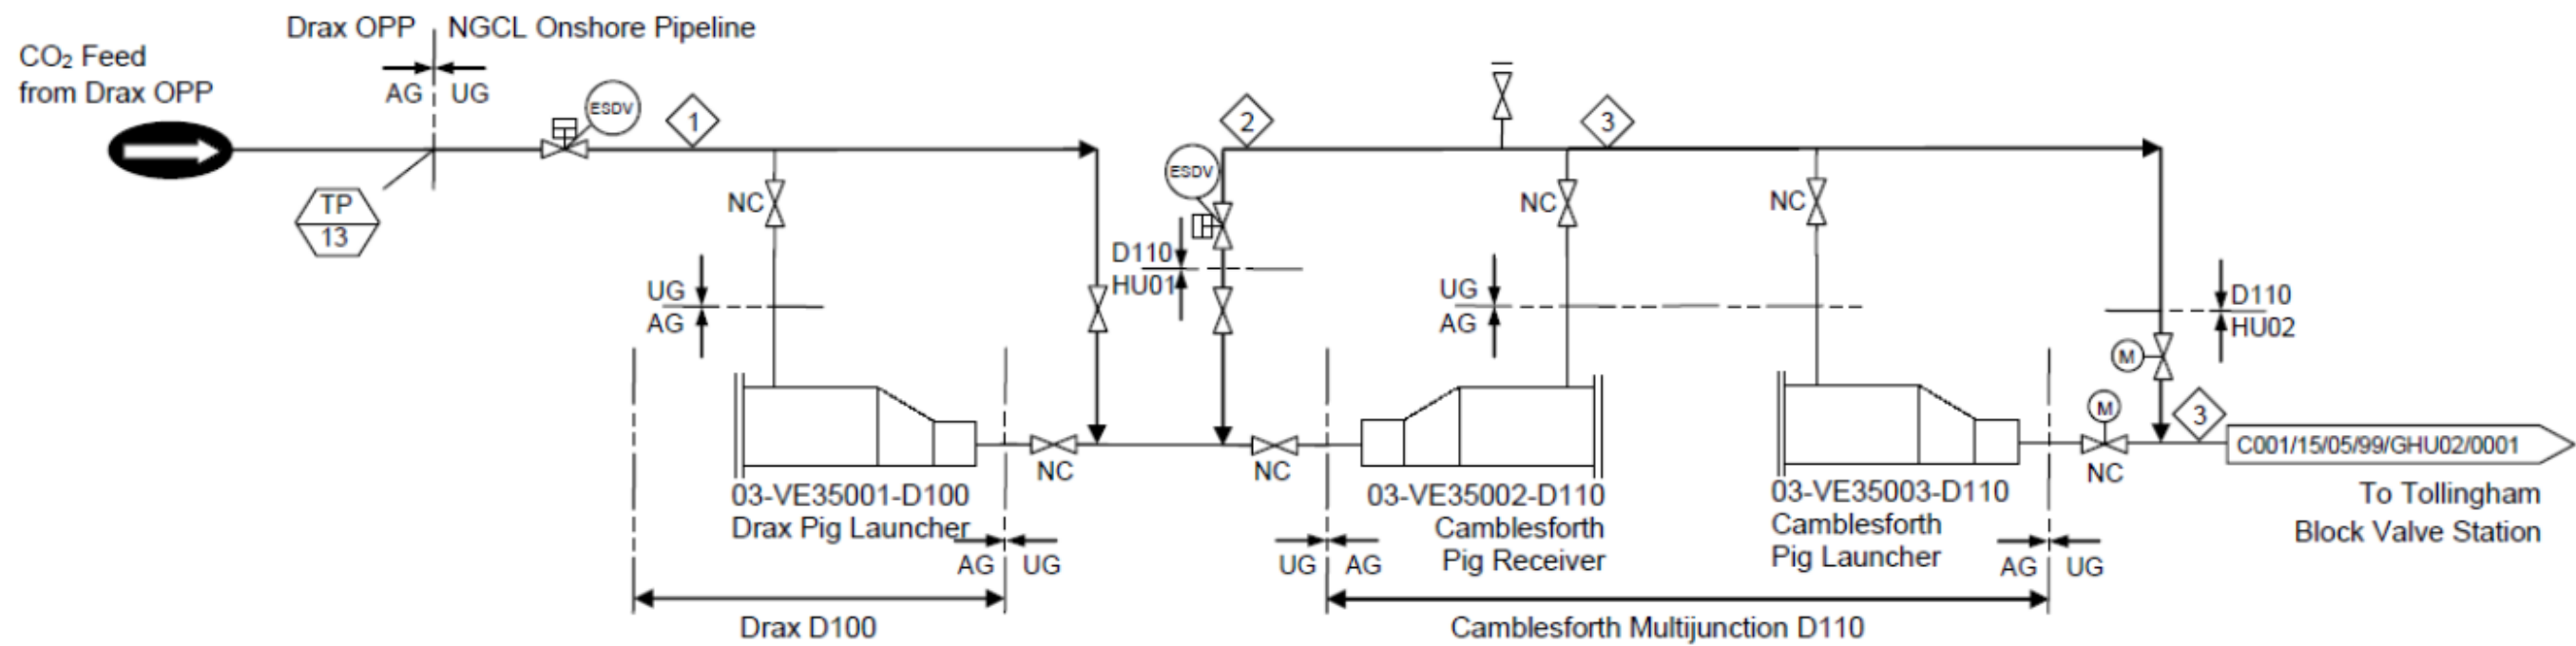 Drax OPP
NGCL Onshore Pipeline
CO₂ Feed
from Drax OPP
AG
UG
ESDV
1
2
3
TP
13
NC
ESDV
NC
NC
D110
HU01
UG
AG
UG
AG
D110
HU02
M
M
3
C001/15/05/99/GHU02/0001
NC
NC
NC
To Tollingham
Block Valve Station
03-VE35001-D100
Drax Pig Launcher
03-VE35002-D110
Camblesforth
Pig Receiver
03-VE35003-D110
Camblesforth
Pig Launcher
AG
UG
UG
AG
AG
UG
Drax D100
Camblesforth Multijunction D110